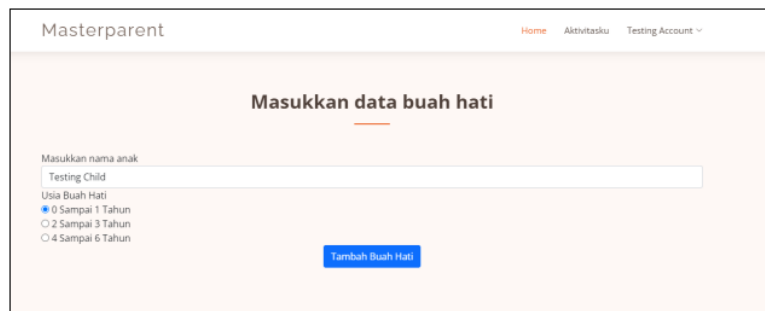 Masterparent
Home Aktivitasku Testing Account
Masukkan data buah hati
Masukkan nama anak
Testing Child
Usia Buah Hati
0 Sampai 1 Tahun
2 Sampai 3 Tahun
4 Sampai 6 Tahun
Tambah Buah Hati